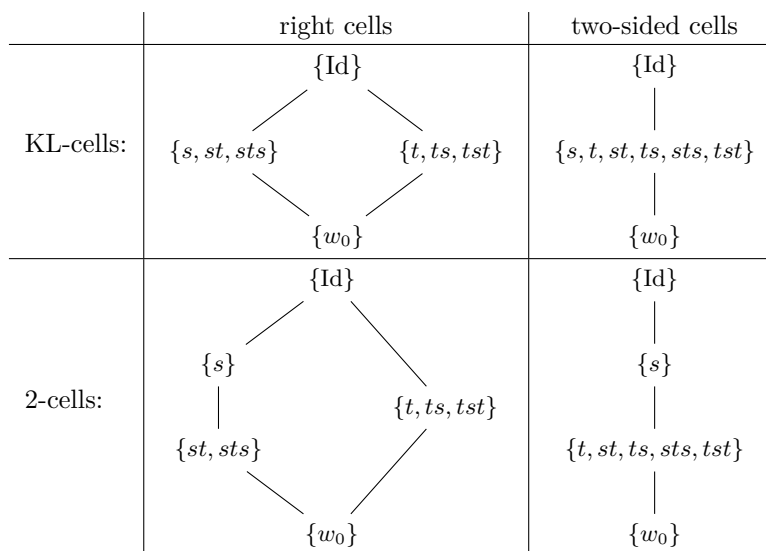 right cells two-sided cells
{Id} {Id}
KL-cells: {s, st, sts} {t, ts, tst} {s, t, st, ts, sts, tst}
{w₀} {w₀}
{Id} {Id}
{s} {s}
2-cells: {t, ts, tst}
{st, sts} {t, st, ts, sts, tst}
{w₀} {w₀}